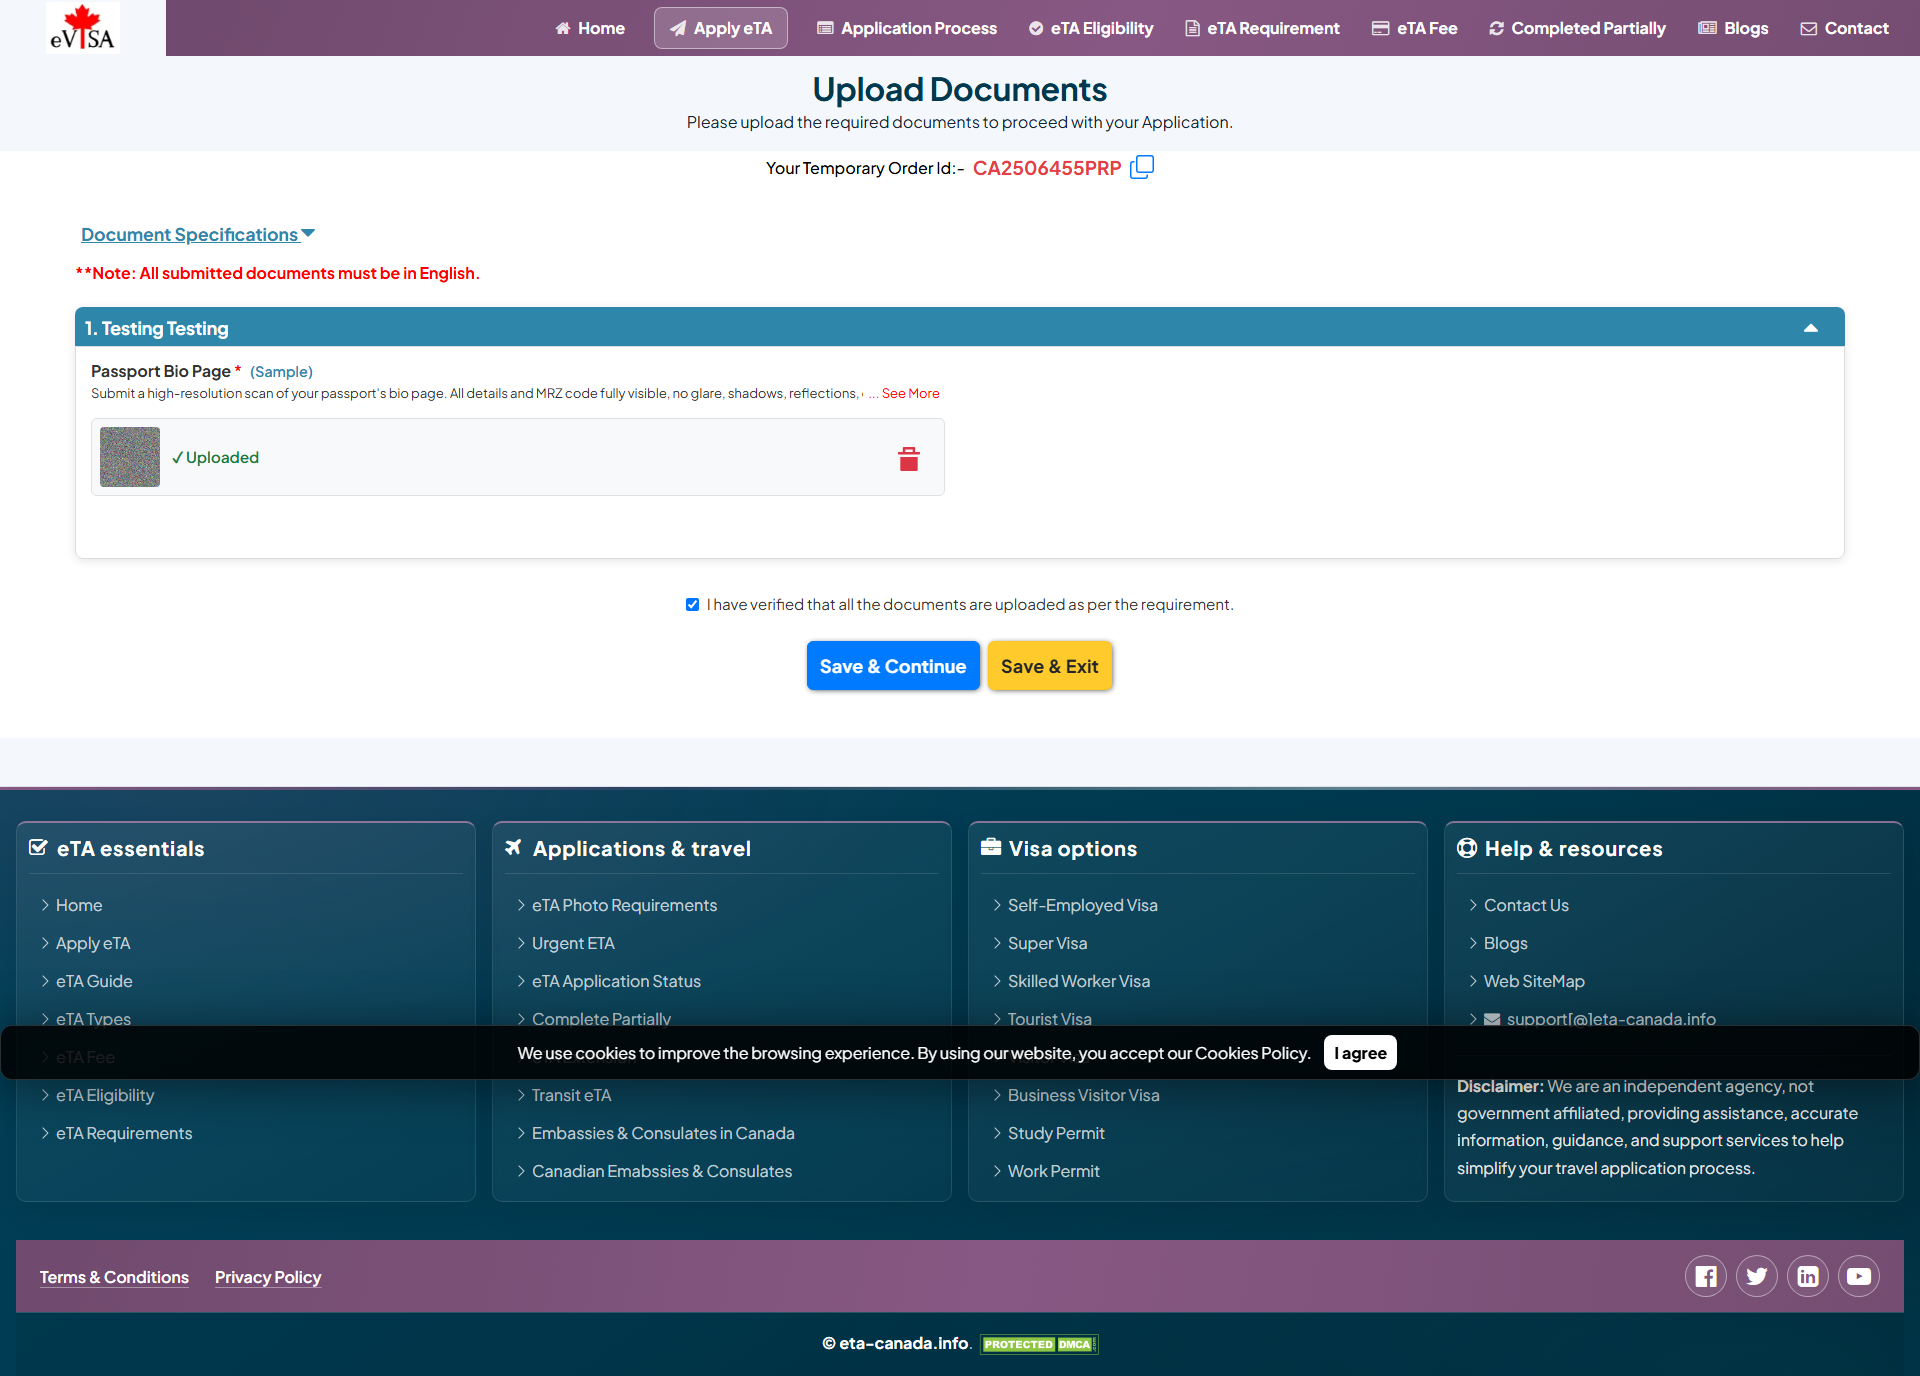 eVISA
Home
Apply eTA
Application Process
eTA Eligibility
eTA Requirement
eTA Fee
Completed Partially
Blogs
Contact
Upload Documents
Please upload the required documents to proceed with your Application.
Your Temporary Order Id:- CA2506455PRP
Document Specifications
**Note: All submitted documents must be in English.
1. Testing Testing
Passport Bio Page * (Sample)
Submit a high-resolution scan of your passport's bio page. All details and MRZ code fully visible, no glare, shadows, reflections, ... See More
✓Uploaded
I have verified that all the documents are uploaded as per the requirement.
Save & Continue
Save & Exit
eTA essentials
Home
Apply eTA
eTA Guide
eTA Types
eTA Fee
eTA Eligibility
eTA Requirements
Applications & travel
eTA Photo Requirements
Urgent ETA
eTA Application Status
Complete Partially
Transit eTA
Embassies & Consulates in Canada
Canadian Emabssies & Consulates
Visa options
Self-Employed Visa
Super Visa
Skilled Worker Visa
Tourist Visa
Business Visitor Visa
Study Permit
Work Permit
Help & resources
Contact Us
Blogs
Web SiteMap
support[@]eta-canada.info
We use cookies to improve the browsing experience. By using our website, you accept our Cookies Policy.
I agree
Disclaimer: We are an independent agency, not
government affiliated, providing assistance, accurate
information, guidance, and support services to help
simplify your travel application process.
Terms & Conditions
Privacy Policy
© eta-canada.info.
PROTECTED DMCA